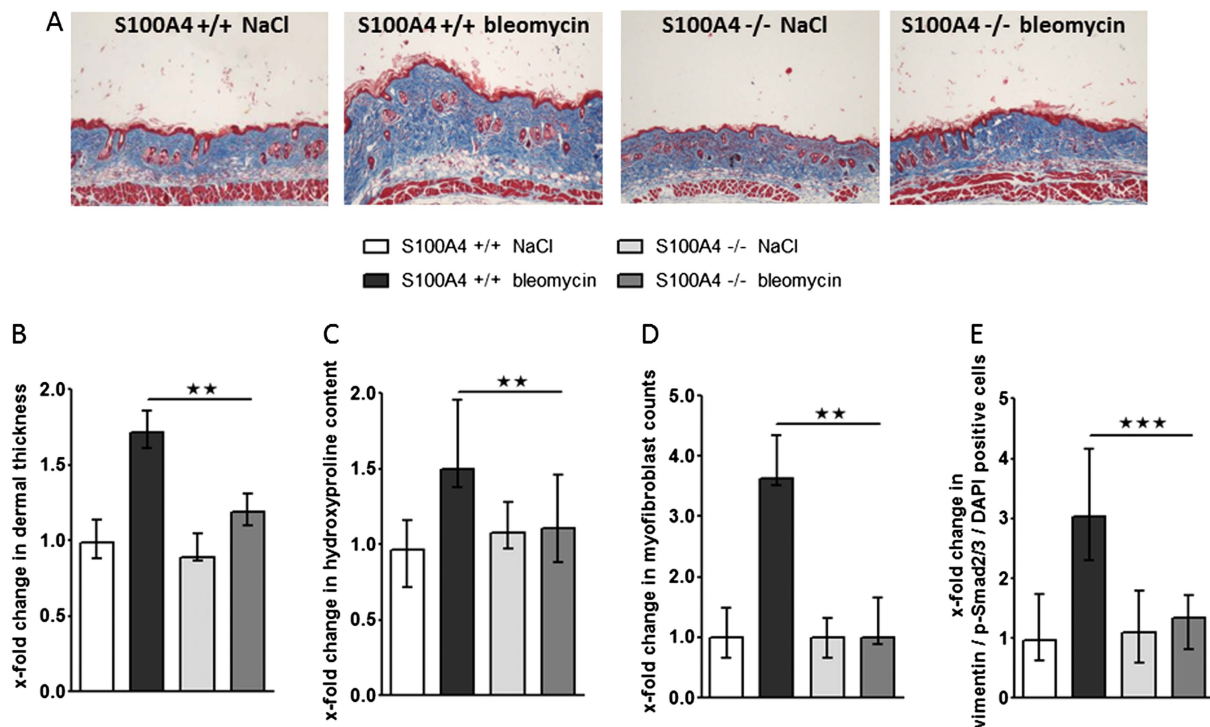 A
S100A4 +/+ NaCl
S100A4 +/+ bleomycin
S100A4 -/- NaCl
S100A4 -/- bleomycin
S100A4 +/+ NaCl
S100A4 -/- NaCl
S100A4 +/+ bleomycin
S100A4 -/- bleomycin
B
x-fold change in dermal thickness
2.0
1.5
1.0
0.5
0.0
★★
C
x-fold change in hydroxyproline content
2.0
1.5
1.0
0.5
0.0
★★
D
x-fold change in myofibroblast counts
5.0
4.0
3.0
2.0
1.0
0.0
★★
E
x-fold change in
vimentin / p-Smad2/3 / DAPI positive cells
5
4
3
2
1
0
★★★